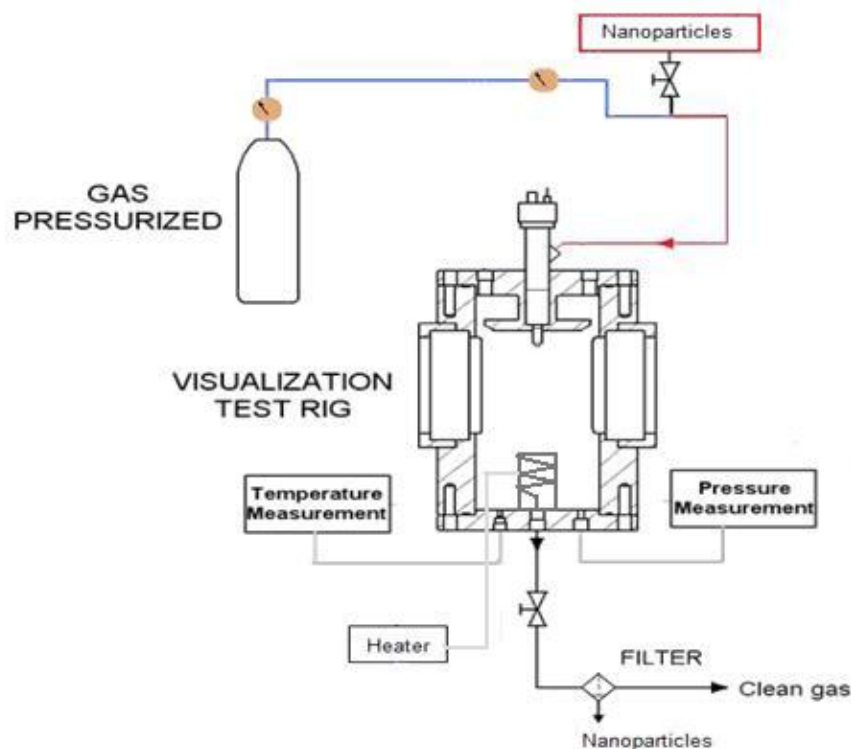 Nanoparticles
GAS
PRESSURIZED
VISUALIZATION
TEST RIG
Temperature
Measurement
Pressure
Measurement
Heater
FILTER
Clean gas
Nanoparticles